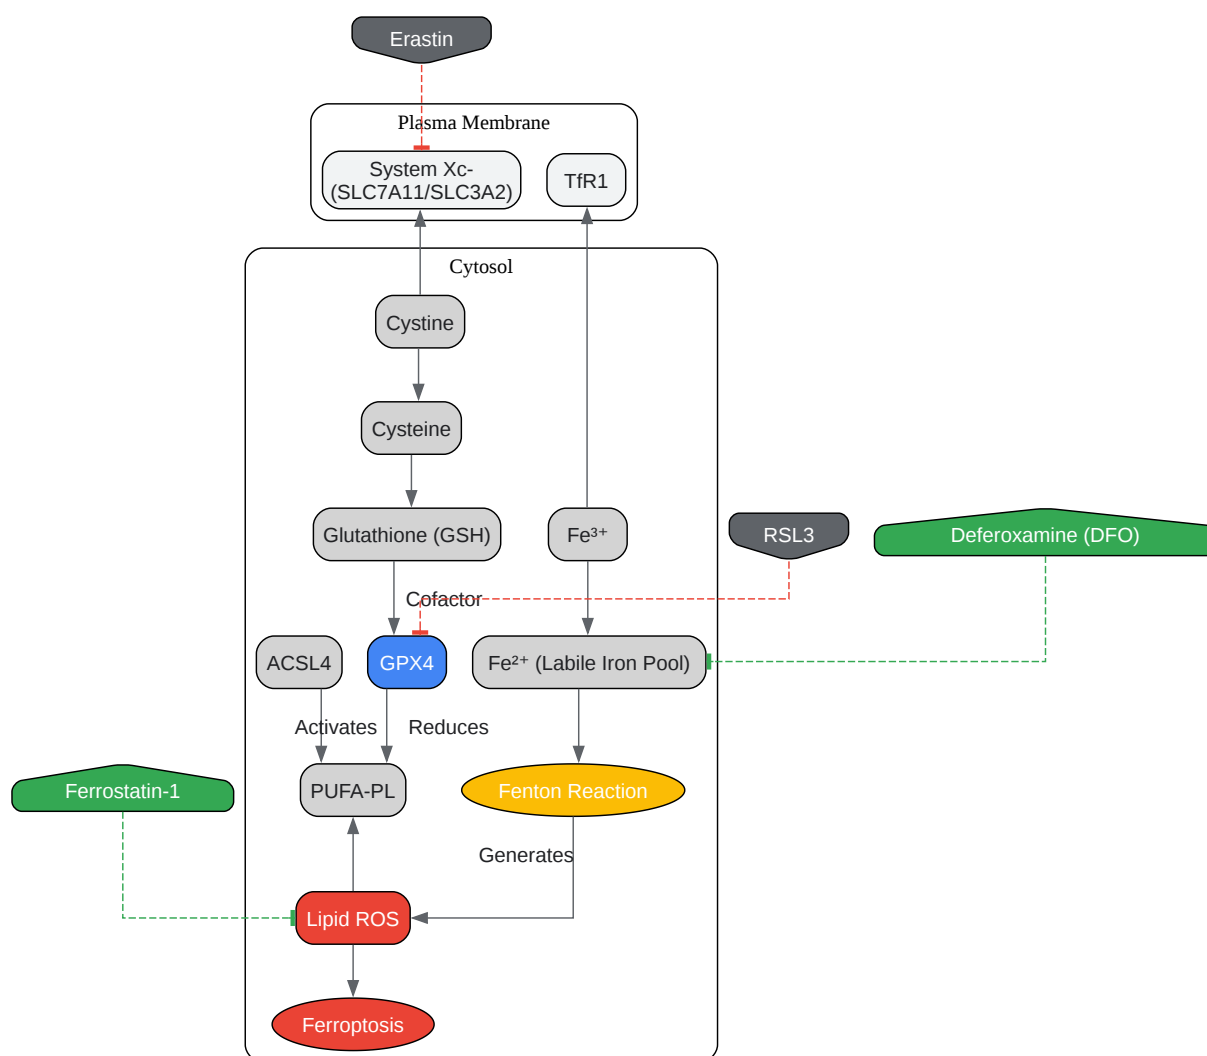 Erastin
Plasma Membrane
System Xc-
(SLC7A11/SLC3A2)
TfR1
Cytosol
Cystine
Cysteine
Glutathione (GSH)
Fe³⁺
RSL3
Deferoxamine (DFO)
Cofactor
ACSL4
GPX4
Fe²⁺ (Labile Iron Pool)
Activates
Reduces
Ferrostatin-1
PUFA-PL
Fenton Reaction
Generates
Lipid ROS
Ferroptosis